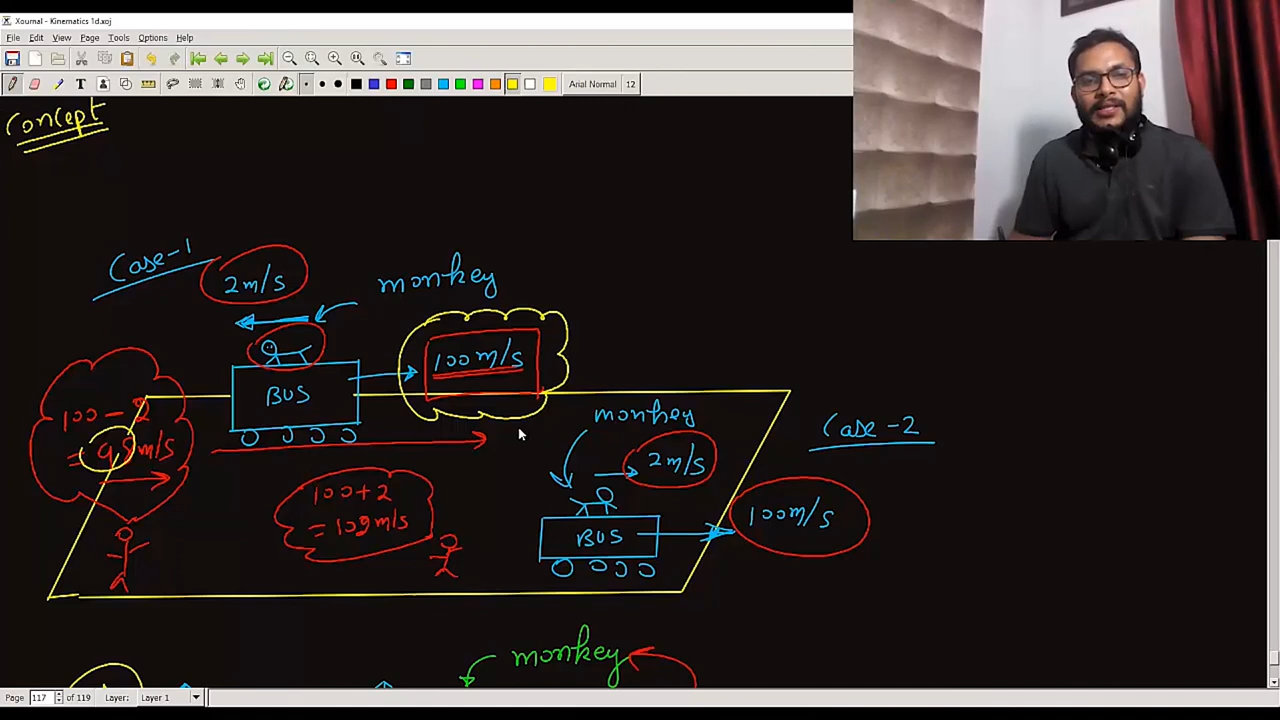 Xournal - Kinematics 1d.xoj
File Edit View Page Tools Options Help
Arial Normal 12
Concept
Case-1
2m/s
monkey
100m/s
BUS
100 - 2
= 98 m/s
100+2
= 102m/s
monkey
2m/s
Case-2
BUS
100m/s
monkey
Page 117 of 119 Layer: Layer 1